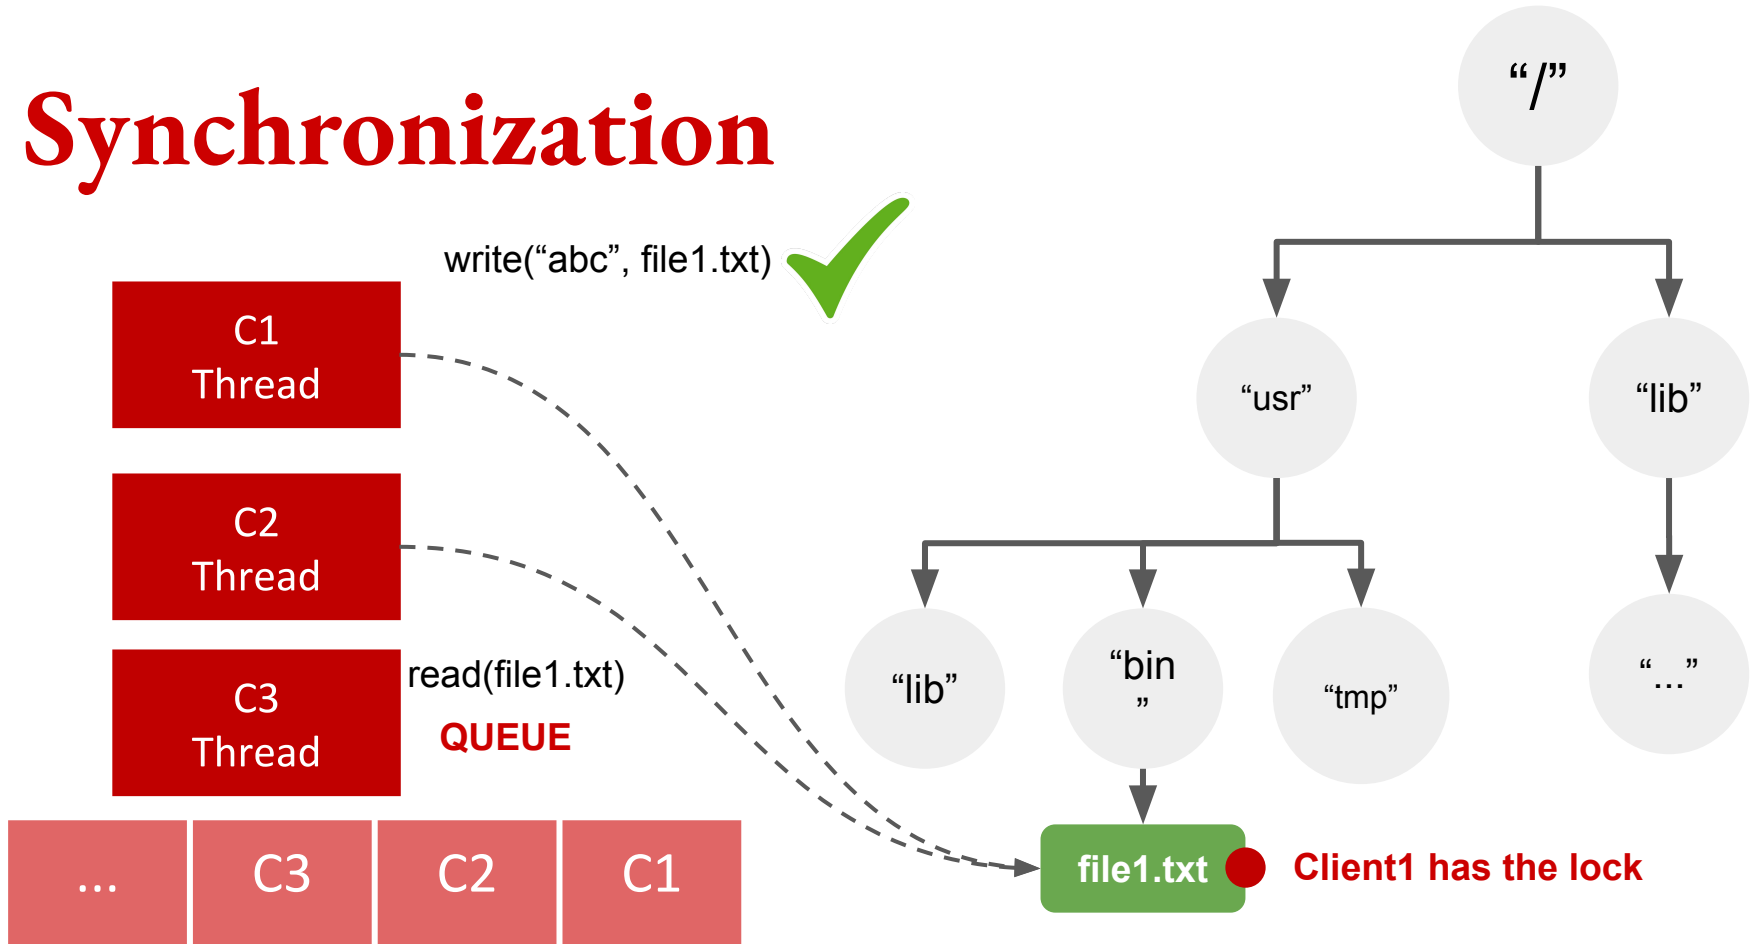 Synchronization
write(“abc”, file1.txt)
C1
Thread
C2
Thread
C3
Thread
read(file1.txt)
QUEUE
... C3 C2 C1
“/”
“usr”
“lib”
“lib”
“bin
”
“tmp”
“...”
file1.txt
Client1 has the lock